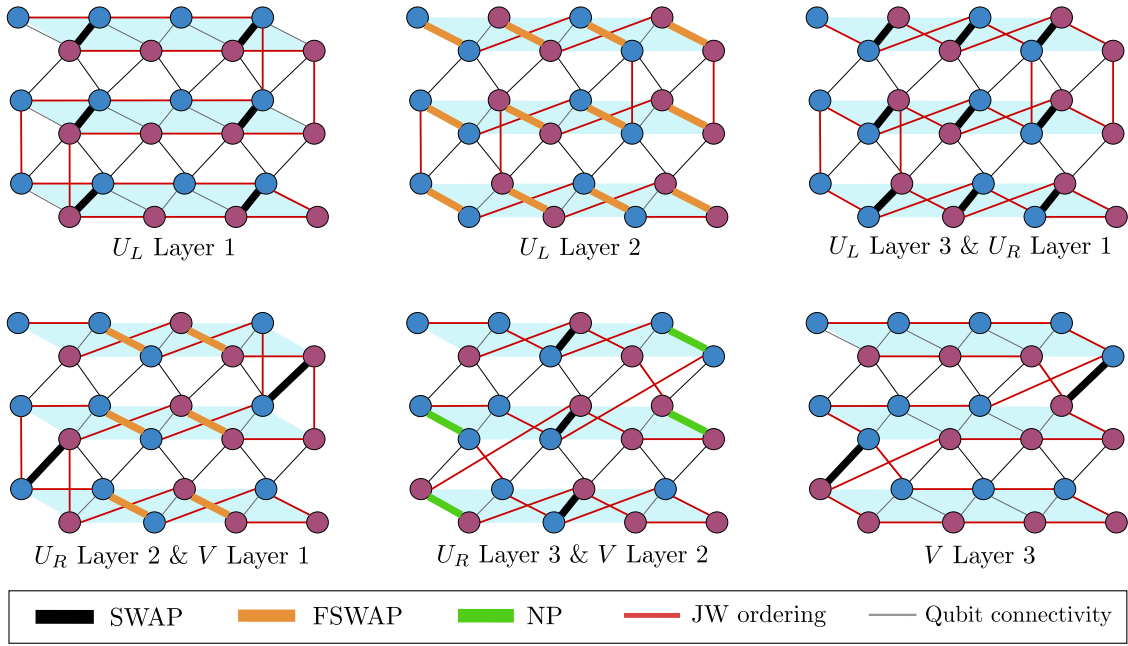 U_L Layer 1
U_L Layer 2
U_L Layer 3 & U_R Layer 1
U_R Layer 2 & V Layer 1
U_R Layer 3 & V Layer 2
V Layer 3
SWAP
FSWAP
NP
JW ordering
Qubit connectivity